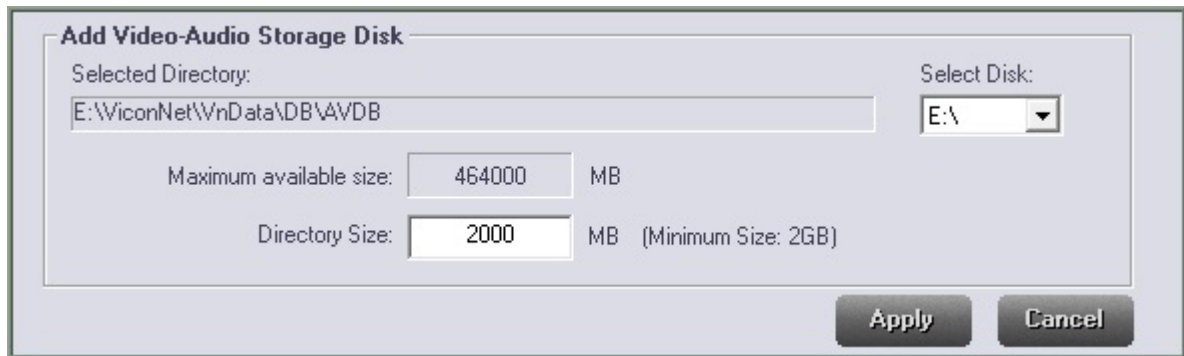 Add Video-Audio Storage Disk
Selected Directory: Select Disk:
E:\ViconNet\VnData\DB\AVDB E:\
Maximum available size: 464000 MB
Directory Size: 2000 MB (Minimum Size: 2GB)
Apply Cancel